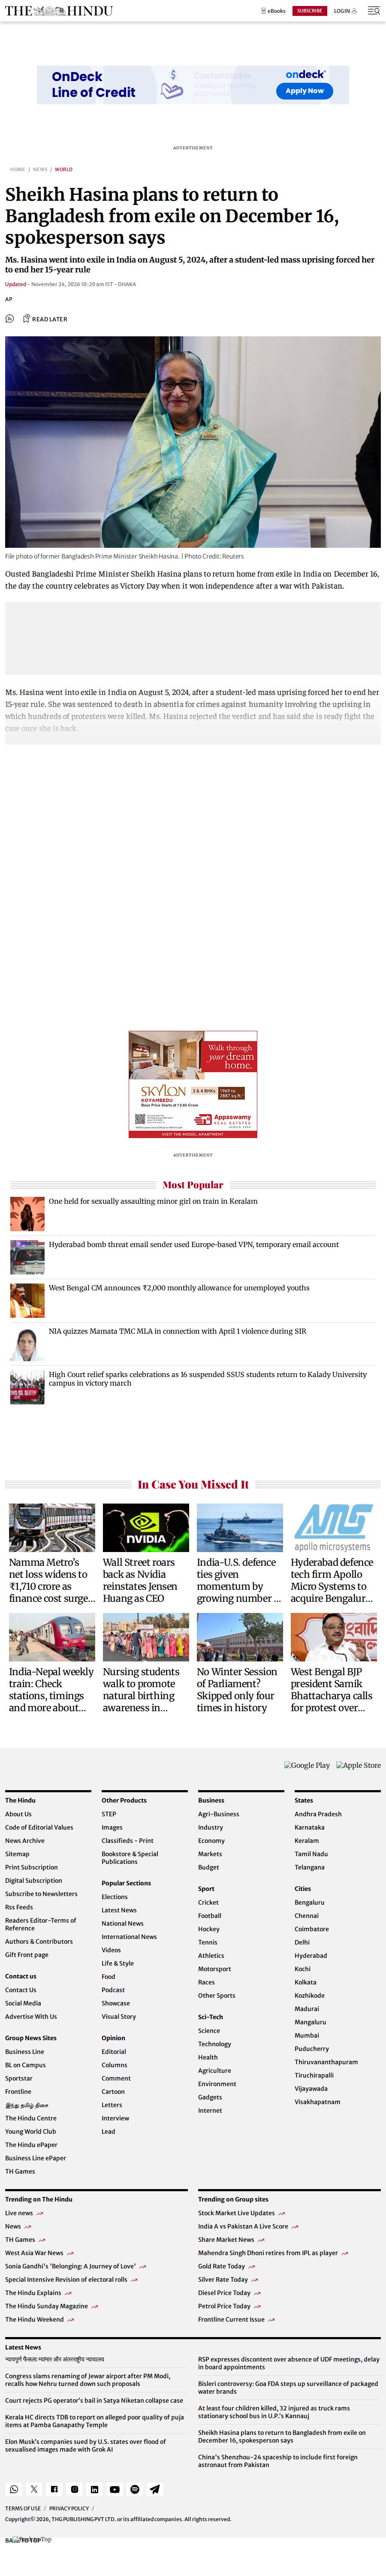 THE HINDU
eBooks
SUBSCRIBE
LOGIN
OnDeck
Line of Credit
Customizable
weekly or monthly
payments
ondeck
Apply Now
ADVERTISEMENT
HOME / NEWS / WORLD
Sheikh Hasina plans to return to
Bangladesh from exile on December 16,
spokesperson says
Ms. Hasina went into exile in India on August 5, 2024, after a student-led mass uprising forced her to end her 15-year rule
Updated - November 24, 2026 10:29 am IST - DHAKA
AP
READ LATER
File photo of former Bangladesh Prime Minister Sheikh Hasina. | Photo Credit: Reuters
Ousted Bangladeshi Prime Minister Sheikh Hasina plans to return home from exile in India on December 16,
the day the country celebrates as Victory Day when it won independence after a war with Pakistan.
Ms. Hasina went into exile in India on August 5, 2024, after a student-led mass uprising forced her to end her
15-year rule. She was sentenced to death in absentia for crimes against humanity involving the uprising in
which hundreds of protesters were killed. Ms. Hasina rejected the verdict and has said she is ready fight the
case once she is back.
Walk through
your dream
home.
SKYLON
KOYAMBEDU
3 & 4 BHKs
Price Starts @ 12.83 Crore
Appaswamy
REAL ESTATES
VISIT THE MODEL APARTMENT
ADVERTISEMENT
Most Popular
One held for sexually assaulting minor girl on train in Keralam
Hyderabad bomb threat email sender used Europe-based VPN, temporary email account
West Bengal CM announces ₹2,000 monthly allowance for unemployed youths
NIA quizzes Mamata TMC MLA in connection with April 1 violence during SIR
High Court relief sparks celebrations as 16 suspended SSUS students return to Kalady University
campus in victory march
In Case You Missed It
NVIDIA
AMS
apollo microsystems
Namma Metro's
net loss widens to
₹1,710 crore as
finance cost surge...
Wall Street roars
back as Nvidia
reinstates Jensen
Huang as CEO
India-U.S. defence
ties given
momentum by
growing number ...
Hyderabad defence
tech firm Apollo
Micro Systems to
acquire Bengalur...
India-Nepal weekly
train: Check
stations, timings
and more about...
Nursing students
walk to promote
natural birthing
awareness in...
No Winter Session
of Parliament?
Skipped only four
times in history
West Bengal BJP
president Samik
Bhattacharya calls
for protest over...
Google Play
Apple Store
The Hindu
About Us
Code of Editorial Values
News Archive
Sitemap
Print Subscription
Digital Subscription
Subscribe to Newsletters
Rss Feeds
Readers Editor-Terms of
Reference
Authors & Contributors
Gift Front page
Contact us
Contact Us
Social Media
Advertise With Us
Group News Sites
Business Line
BL on Campus
Sportstar
Frontline
இந்து தமிழ் திசை
The Hindu Centre
Young World Club
The Hindu ePaper
Business Line ePaper
TH Games
Other Products
STEP
Images
Classifieds - Print
Bookstore & Special
Publications
Popular Sections
Elections
Latest News
National News
International News
Videos
Life & Style
Food
Podcast
Showcase
Visual Story
Opinion
Editorial
Columns
Comment
Cartoon
Letters
Interview
Lead
Business
Agri-Business
Industry
Economy
Markets
Budget
Sport
Cricket
Football
Hockey
Tennis
Athletics
Motorsport
Races
Other Sports
Sci-Tech
Science
Technology
Health
Agriculture
Environment
Gadgets
Internet
States
Andhra Pradesh
Karnataka
Keralam
Tamil Nadu
Telangana
Cities
Bengaluru
Chennai
Coimbatore
Delhi
Hyderabad
Kochi
Kolkata
Kozhikode
Madurai
Mangaluru
Mumbai
Puducherry
Thiruvananthapuram
Tiruchirapalli
Vijayawada
Visakhapatnam
Trending on The Hindu
Live news
News
TH Games
West Asia War News
Sonia Gandhi's 'Belonging: A Journey of Love'
Special Intensive Revision of electoral rolls
The Hindu Explains
The Hindu Sunday Magazine
The Hindu Weekend
Trending on Group sites
Stock Market Live Updates
India A vs Pakistan A Live Score
Share Market News
Mahendra Singh Dhoni retires from IPL as player
Gold Rate Today
Silver Rate Today
Diesel Price Today
Petrol Price Today
Frontline Current Issue
Latest News
न्यायपूर्ण फैसला म्यांमार और अंतरराष्ट्रीय न्यायालय
Congress slams renaming of Jewar airport after PM Modi,
recalls how Nehru turned down such proposals
Court rejects PG operator's bail in Satya Niketan collapse case
Kerala HC directs TDB to report on alleged poor quality of puja
items at Pamba Ganapathy Temple
Elon Musk's companies sued by U.S. states over flood of
sexualised images made with Grok AI
RSP expresses discontent over absence of UDF meetings, delay
in board appointments
Bisleri controversy: Goa FDA steps up surveillance of packaged
water brands
At least four children killed, 32 injured as truck rams
stationary school bus in U.P.'s Kannauj
Sheikh Hasina plans to return to Bangladesh from exile on
December 16, spokesperson says
China's Shenzhou-24 spaceship to include first foreign
astronaut from Pakistan
TERMS OF USE / PRIVACY POLICY /
Copyright© 2026, THG PUBLISHING PVT LTD. or its affiliated companies. All rights reserved.
BACK TO TOP